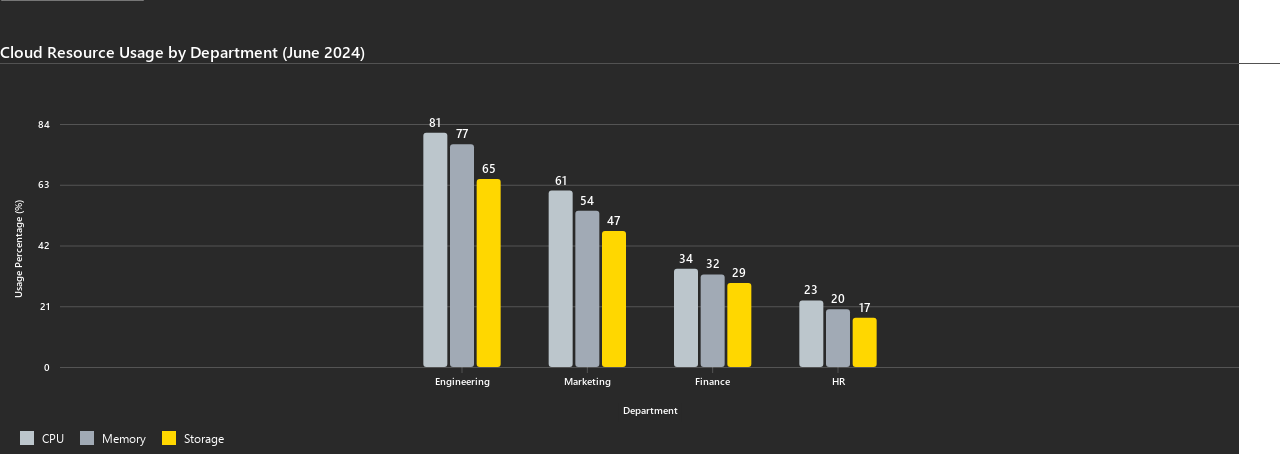 Cloud Resource Usage by Department (June 2024)
84
63
42
21
0
Usage Percentage (%)
81
77
65
61
54
47
34
32
29
23
20
17
Engineering
Marketing
Finance
HR
Department
CPU
Memory
Storage